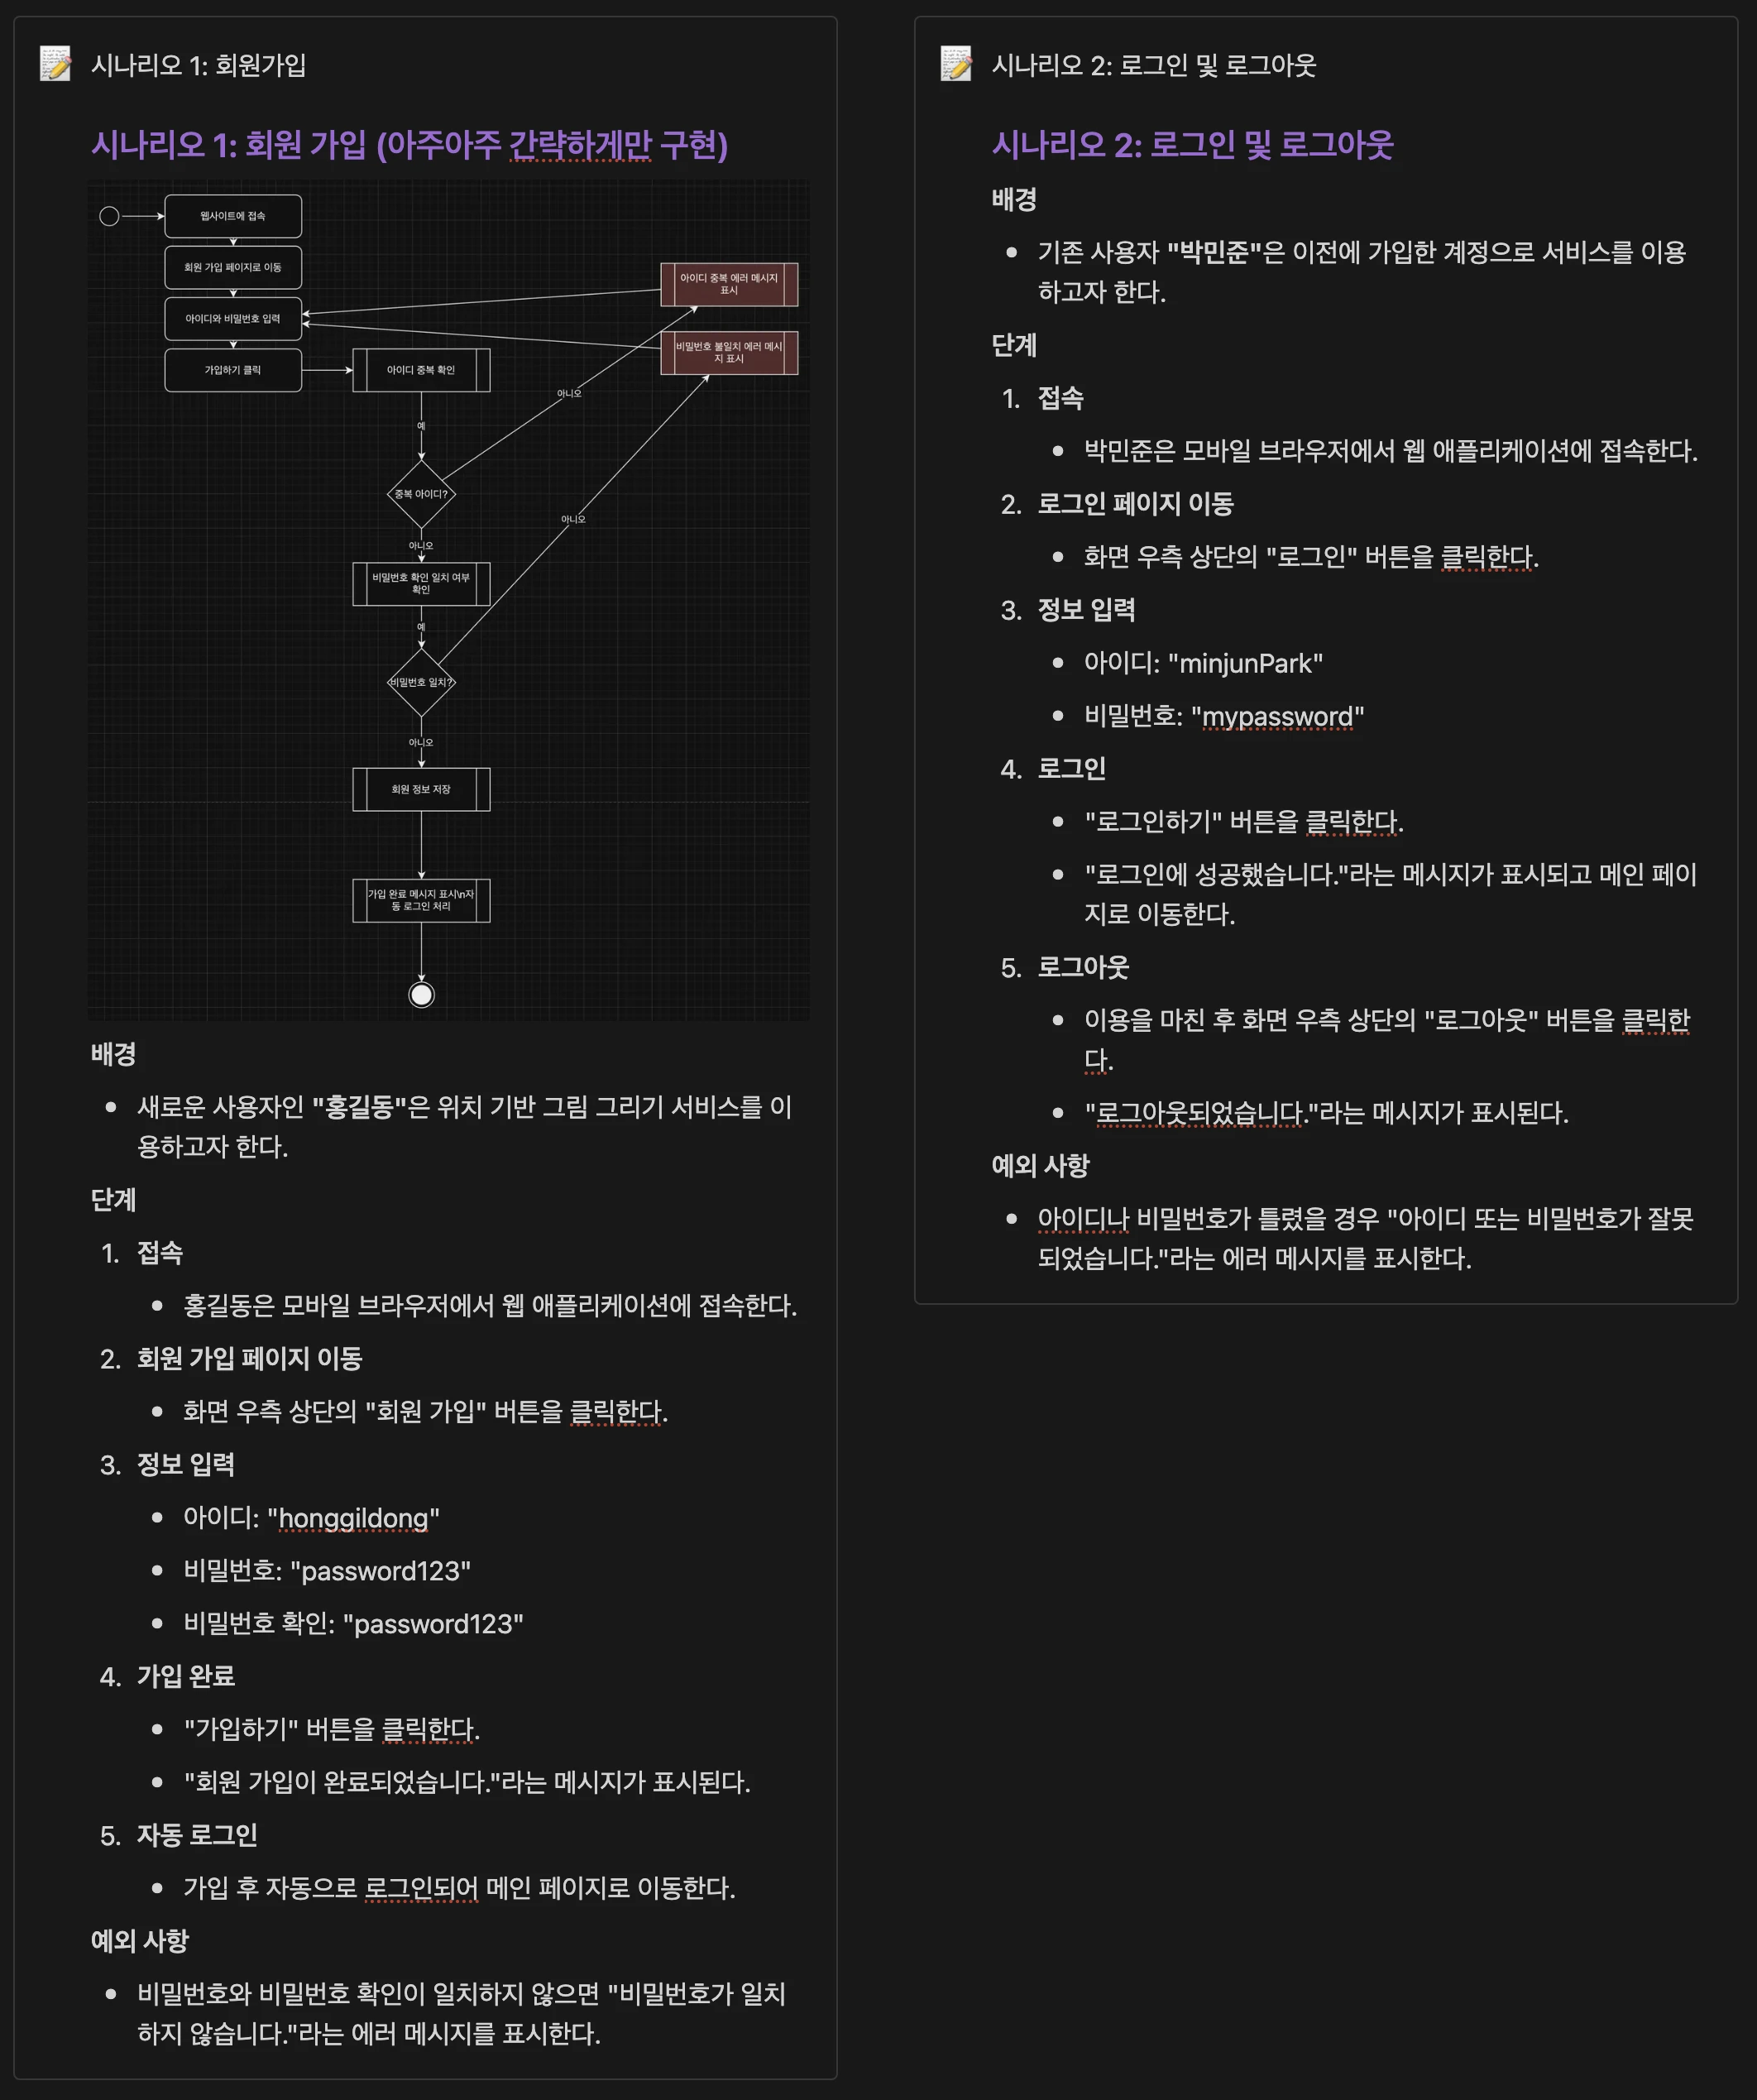 시나리오 1: 회원가입
시나리오 1: 회원 가입 (아주아주 간략하게만 구현)
웹사이트에 접속
회원 가입 페이지로 이동
아이디와 비밀번호 입력
가입하기 클릭
아이디 중복 확인
아이디 중복 에러 메시지
표시
비밀번호 불일치 에러 메시
지 표시
아니오
예
중복 아이디?
아니오
아니오
비밀번호 확인 일치 여부
확인
예
비밀번호 일치?
아니오
회원 정보 저장
가입 완료 메시지 표시\n자
동 로그인 처리
배경
• 새로운 사용자인 "홍길동"은 위치 기반 그림 그리기 서비스를 이
용하고자 한다.
단계
1. 접속
• 홍길동은 모바일 브라우저에서 웹 애플리케이션에 접속한다.
2. 회원 가입 페이지 이동
• 화면 우측 상단의 "회원 가입" 버튼을 클릭한다.
3. 정보 입력
• 아이디: "honggildong"
• 비밀번호: "password123"
• 비밀번호 확인: "password123"
4. 가입 완료
• "가입하기" 버튼을 클릭한다.
• "회원 가입이 완료되었습니다."라는 메시지가 표시된다.
5. 자동 로그인
• 가입 후 자동으로 로그인되어 메인 페이지로 이동한다.
예외 사항
• 비밀번호와 비밀번호 확인이 일치하지 않으면 "비밀번호가 일치
하지 않습니다."라는 에러 메시지를 표시한다.
시나리오 2: 로그인 및 로그아웃
시나리오 2: 로그인 및 로그아웃
배경
• 기존 사용자 "박민준"은 이전에 가입한 계정으로 서비스를 이용
하고자 한다.
단계
1. 접속
• 박민준은 모바일 브라우저에서 웹 애플리케이션에 접속한다.
2. 로그인 페이지 이동
• 화면 우측 상단의 "로그인" 버튼을 클릭한다.
3. 정보 입력
• 아이디: "minjunPark"
• 비밀번호: "mypassword"
4. 로그인
• "로그인하기" 버튼을 클릭한다.
• "로그인에 성공했습니다."라는 메시지가 표시되고 메인 페이
지로 이동한다.
5. 로그아웃
• 이용을 마친 후 화면 우측 상단의 "로그아웃" 버튼을 클릭한
다.
• "로그아웃되었습니다."라는 메시지가 표시된다.
예외 사항
• 아이디나 비밀번호가 틀렸을 경우 "아이디 또는 비밀번호가 잘못
되었습니다."라는 에러 메시지를 표시한다.